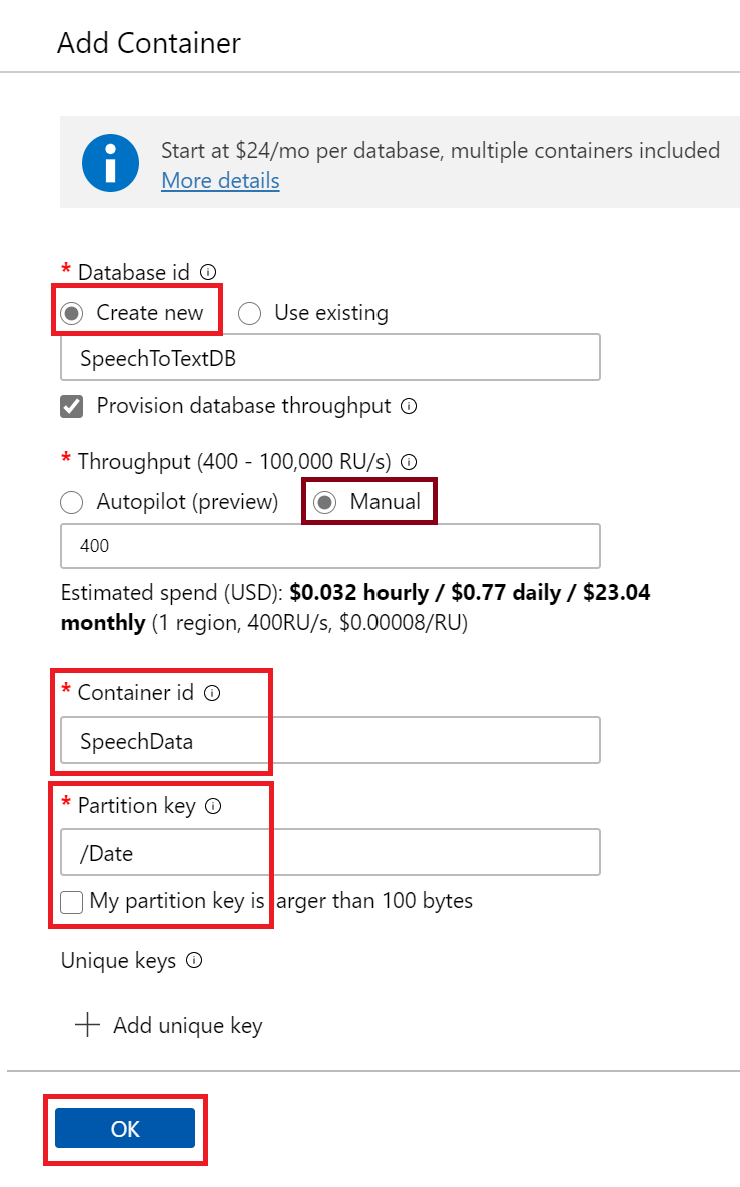 Add Container
Start at $24/mo per database, multiple containers included
More details
* Database id
Create new Use existing
SpeechToTextDB
Provision database throughput
* Throughput (400 - 100,000 RU/s)
Autopilot (preview) Manual
400
Estimated spend (USD): $0.032 hourly / $0.77 daily / $23.04
monthly (1 region, 400RU/s, $0.00008/RU)
* Container id
SpeechData
* Partition key
/Date
My partition key is larger than 100 bytes
Unique keys
Add unique key
OK